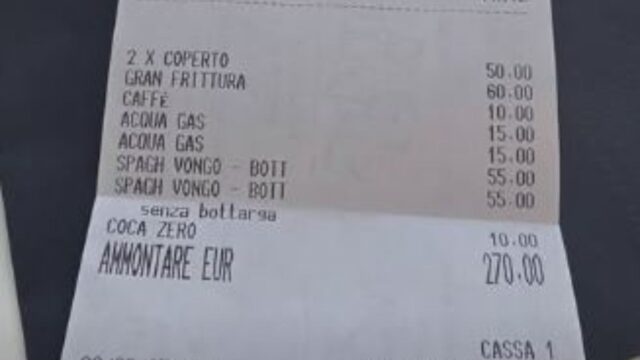 2 X COPERTO 50.00
GRAN FRITTURA 60.00
CAFFÈ 10.00
ACQUA GAS 15.00
ACQUA GAS 15.00
SPAGH VONGO - BOTT 55.00
SPAGH VONGO - BOTT 55.00
senza bottarga
COCA ZERO 10.00
AMMONTARE EUR 270.00
CASSA 1